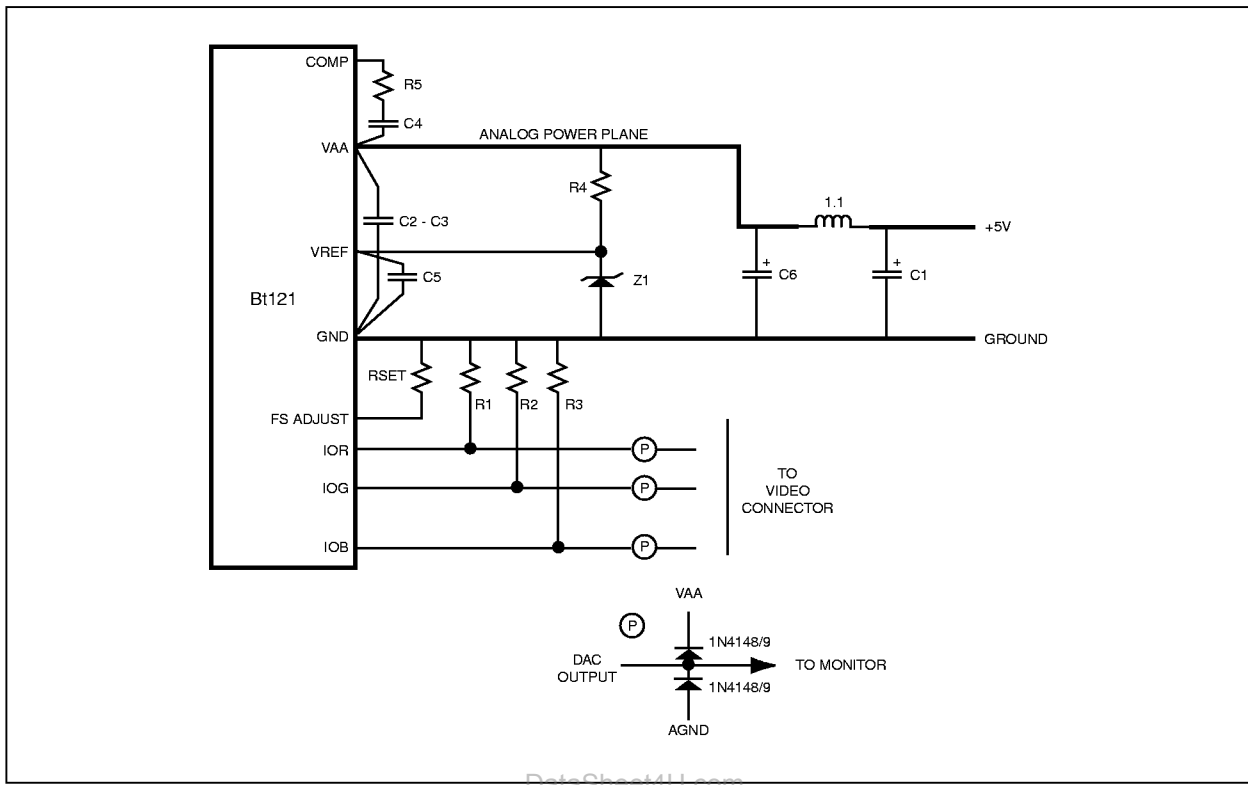 COMP
R5
C4
ANALOG POWER PLANE
VAA
R4
1.1
C2 - C3
+5V
VREF
C5
Z1
+
C6
+
C1
Bt121
GND
GROUND
RSET
R1
R2
R3
FS ADJUST
IOR
P
IOG
P
IOB
P
TO
VIDEO
CONNECTOR
VAA
P
1N4148/9
DAC
OUTPUT
TO MONITOR
1N4148/9
AGND
DataSheet4U.com